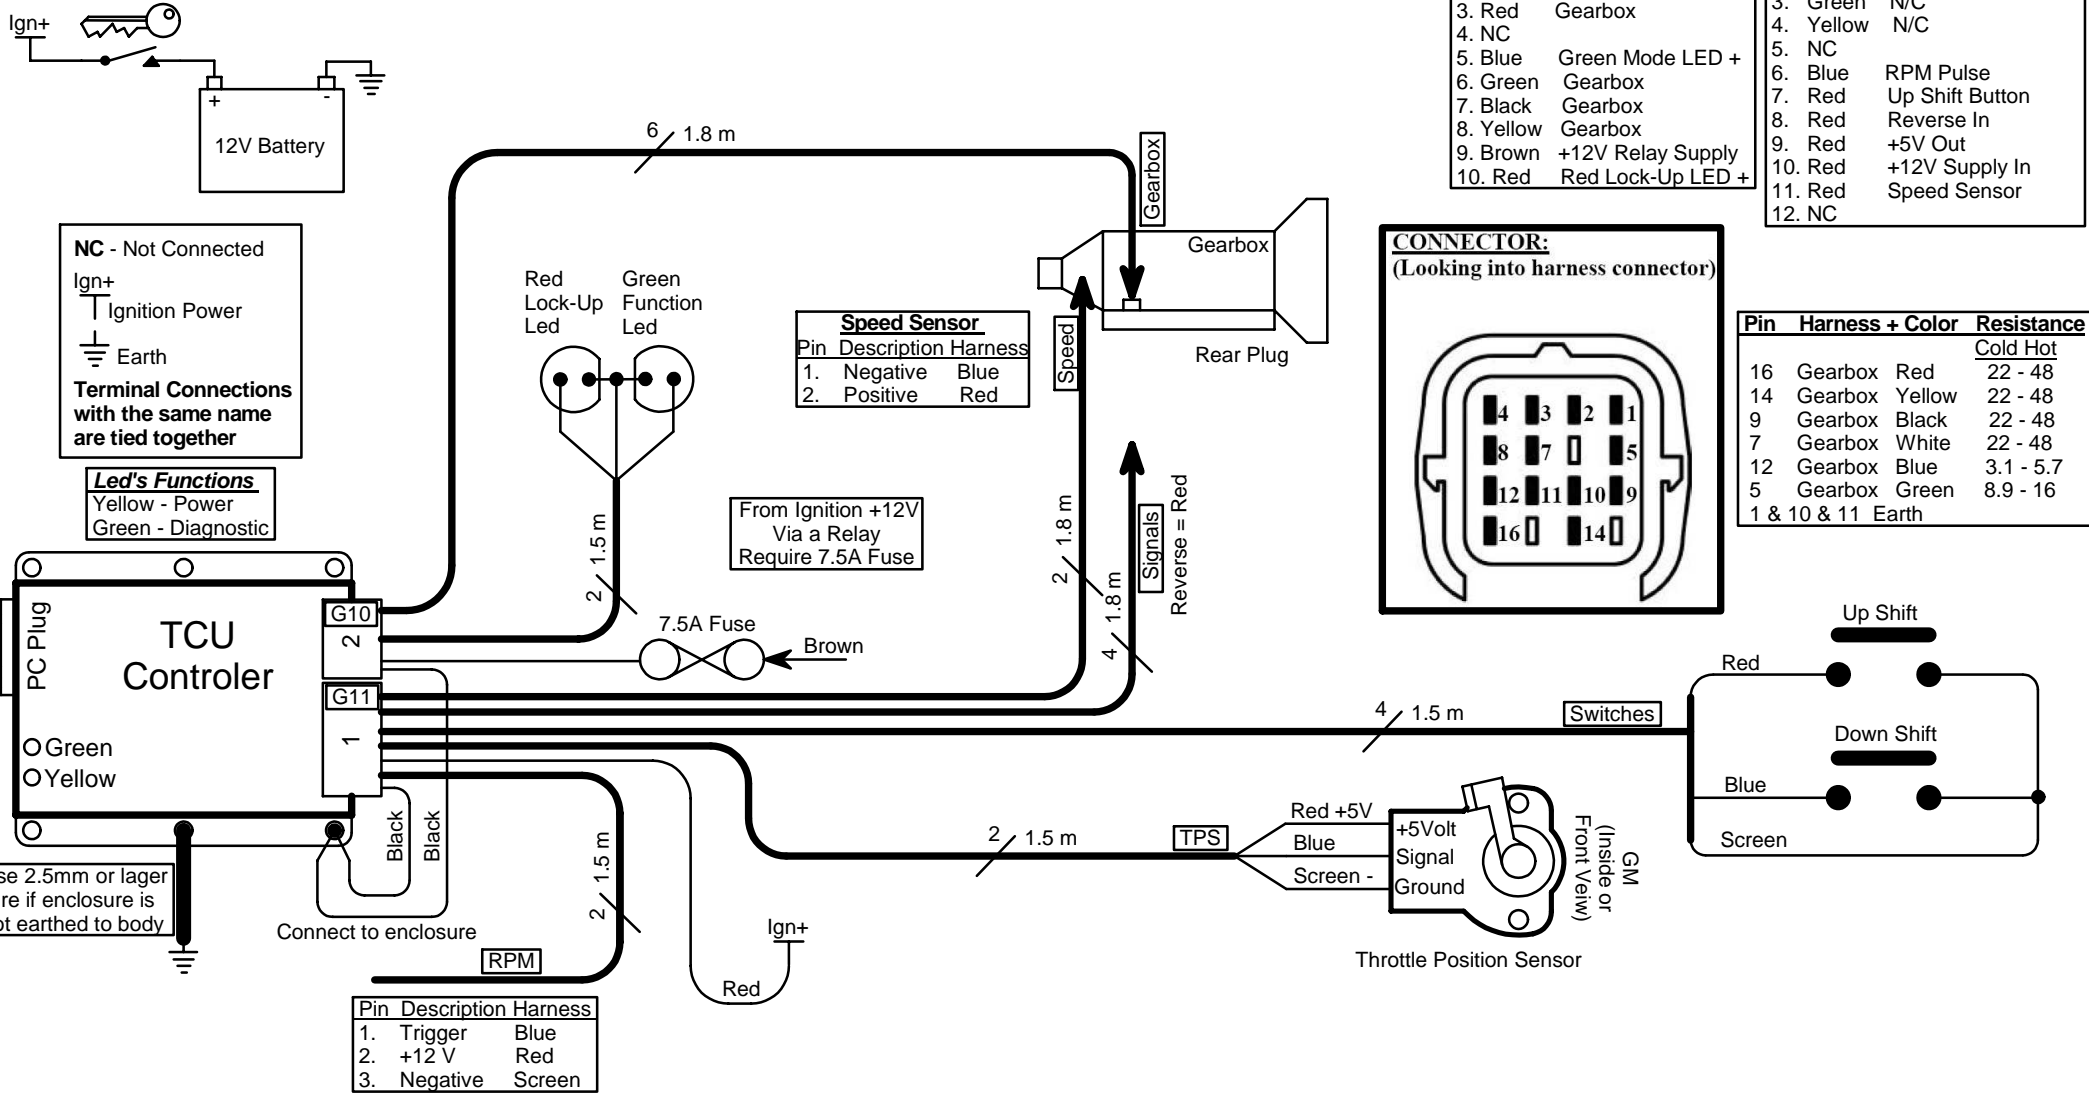 Ign+
+
-
12V Battery
NC - Not Connected
Ign+
Ignition Power
Earth
Terminal Connections
with the same name
are tied together
Led's Functions
Yellow - Power
Green - Diagnostic
6
1.8 m
Gearbox
Gearbox
Rear Plug
Red
Lock-Up
Led
Green
Function
Led
Speed Sensor
Pin Description Harness
1. Negative Blue
2. Positive Red
Speed
From Ignition +12V
Via a Relay
Require 7.5A Fuse
2
1.5 m
2
1.8 m
4
1.8 m
Signals
Reverse = Red
3. Red Gearbox
4. NC
5. Blue Green Mode LED +
6. Green Gearbox
7. Black Gearbox
8. Yellow Gearbox
9. Brown +12V Relay Supply
10. Red Red Lock-Up LED +
3. Green N/C
4. Yellow N/C
5. NC
6. Blue RPM Pulse
7. Red Up Shift Button
8. Red Reverse In
9. Red +5V Out
10. Red +12V Supply In
11. Red Speed Sensor
12. NC
CONNECTOR:
(Looking into harness connector)
4 3 2 1
8 7 5
12 11 10 9
16 14
Pin Harness + Color Resistance
Cold Hot
16 Gearbox Red 22 - 48
14 Gearbox Yellow 22 - 48
9 Gearbox Black 22 - 48
7 Gearbox White 22 - 48
12 Gearbox Blue 3.1 - 5.7
5 Gearbox Green 8.9 - 16
1 & 10 & 11 Earth
PC Plug
TCU
Controler
Green
Yellow
G10
2
G11
1
7.5A Fuse
Brown
Black
Black
se 2.5mm or lager
re if enclosure is
ot earthed to body
Connect to enclosure
2
1.5 m
RPM
Pin Description Harness
1. Trigger Blue
2. +12 V Red
3. Negative Screen
Ign+
Red
4
1.5 m
Switches
Up Shift
Red
Down Shift
Blue
Screen
2
1.5 m
TPS
Red +5V
Blue
Screen -
+5Volt
Signal
Ground
GM
(Inside or
Front Veiw)
Throttle Position Sensor